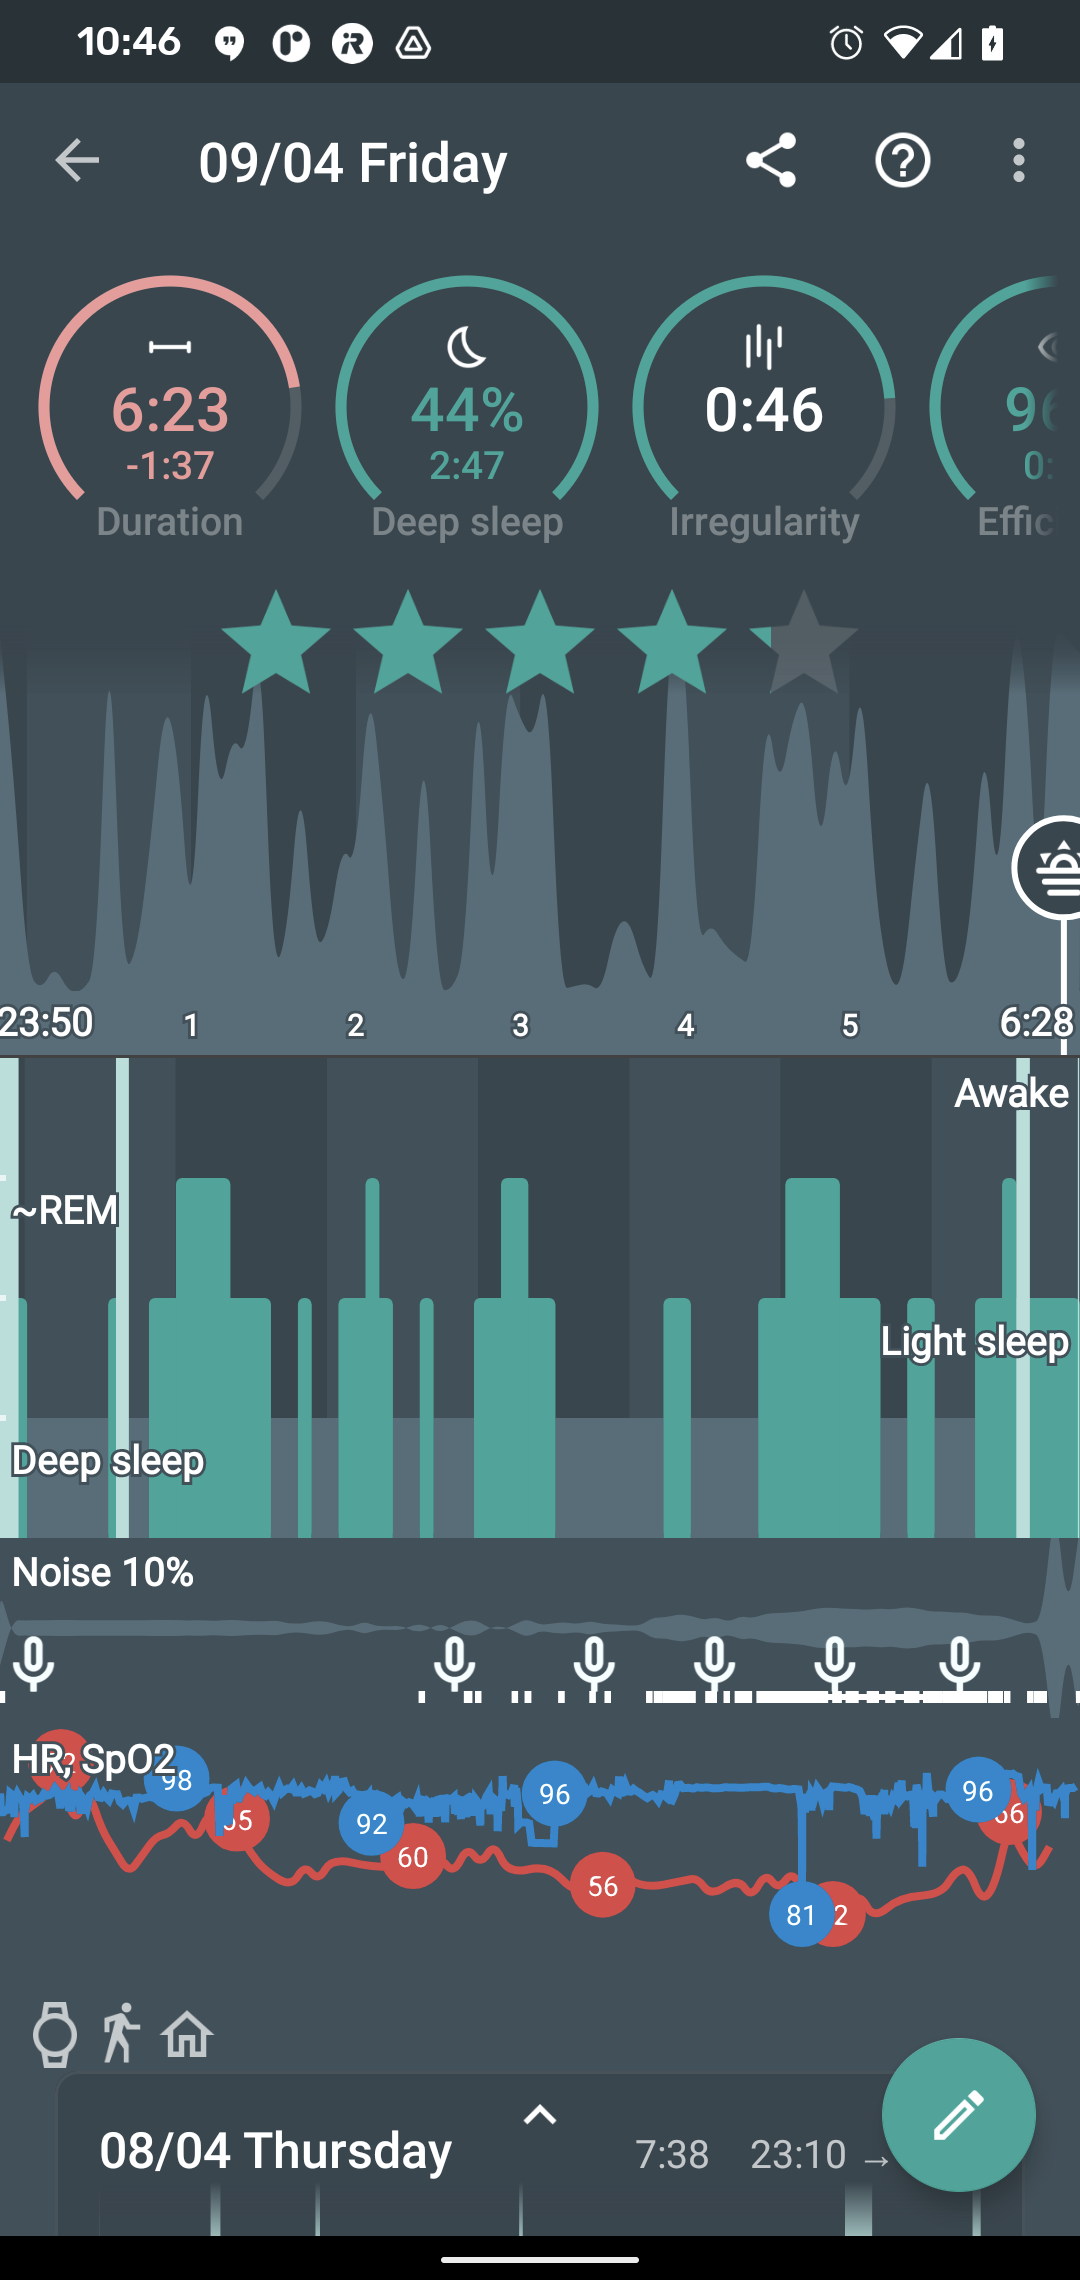 10:46
09/04 Friday
6:23
-1:37
Duration
44%
2:47
Deep sleep
0:46
Irregularity
23:50 1 2 3 4 5 6:28
Awake
~REM
Light sleep
Deep sleep
Noise 10%
HR, SpO2
98
96
96
92
60
56
81
08/04 Thursday 7:38 23:10 →